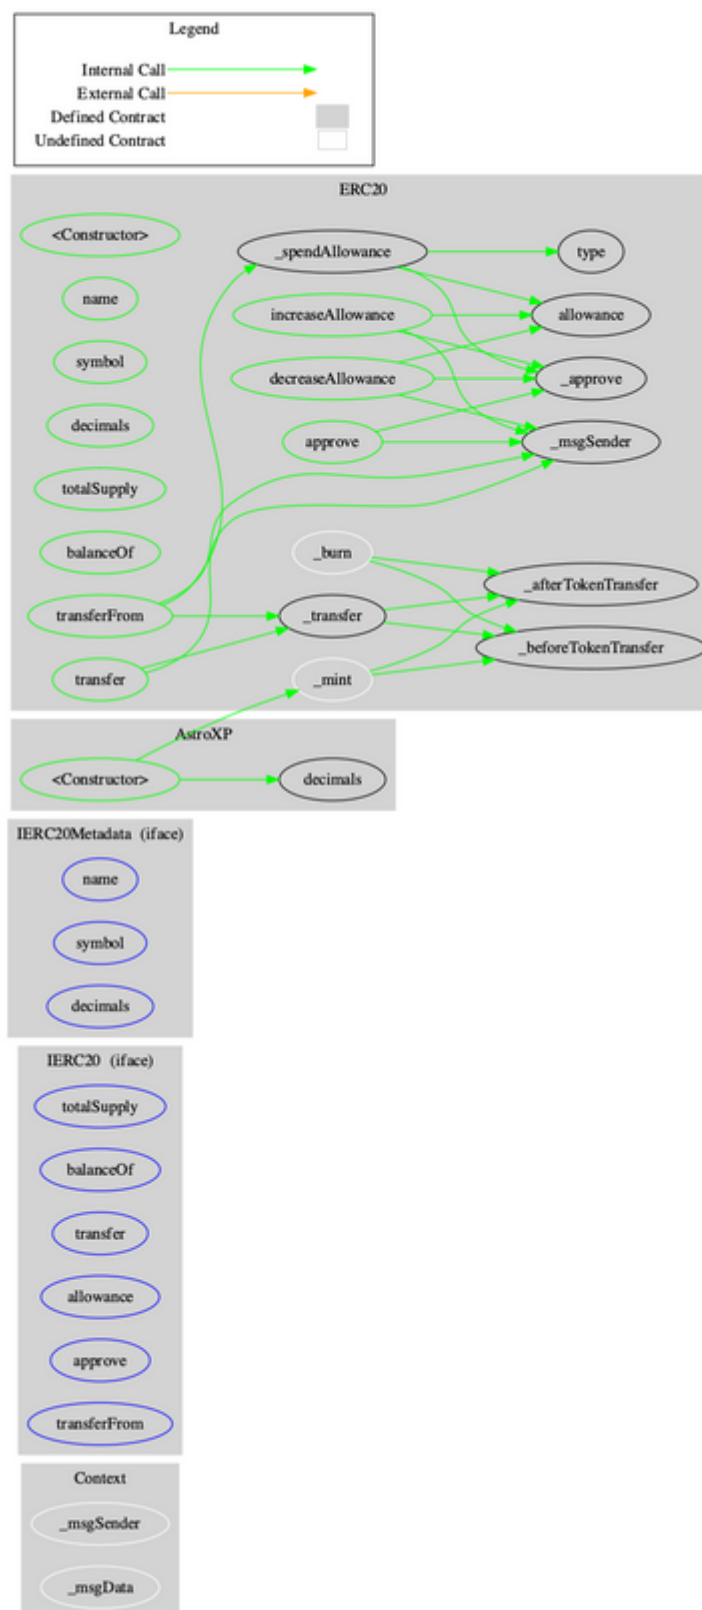 Legend
Internal Call
External Call
Defined Contract
Undefined Contract
ERC20
<Constructor>
name
symbol
decimals
totalSupply
balanceOf
transferFrom
transfer
_spendAllowance
increaseAllowance
decreaseAllowance
approve
_burn
_transfer
_mint
type
allowance
_approve
_msgSender
_afterTokenTransfer
_beforeTokenTransfer
AstroXP
<Constructor>
decimals
IERC20Metadata (iface)
name
symbol
decimals
IERC20 (iface)
totalSupply
balanceOf
transfer
allowance
approve
transferFrom
Context
_msgSender
_msgData